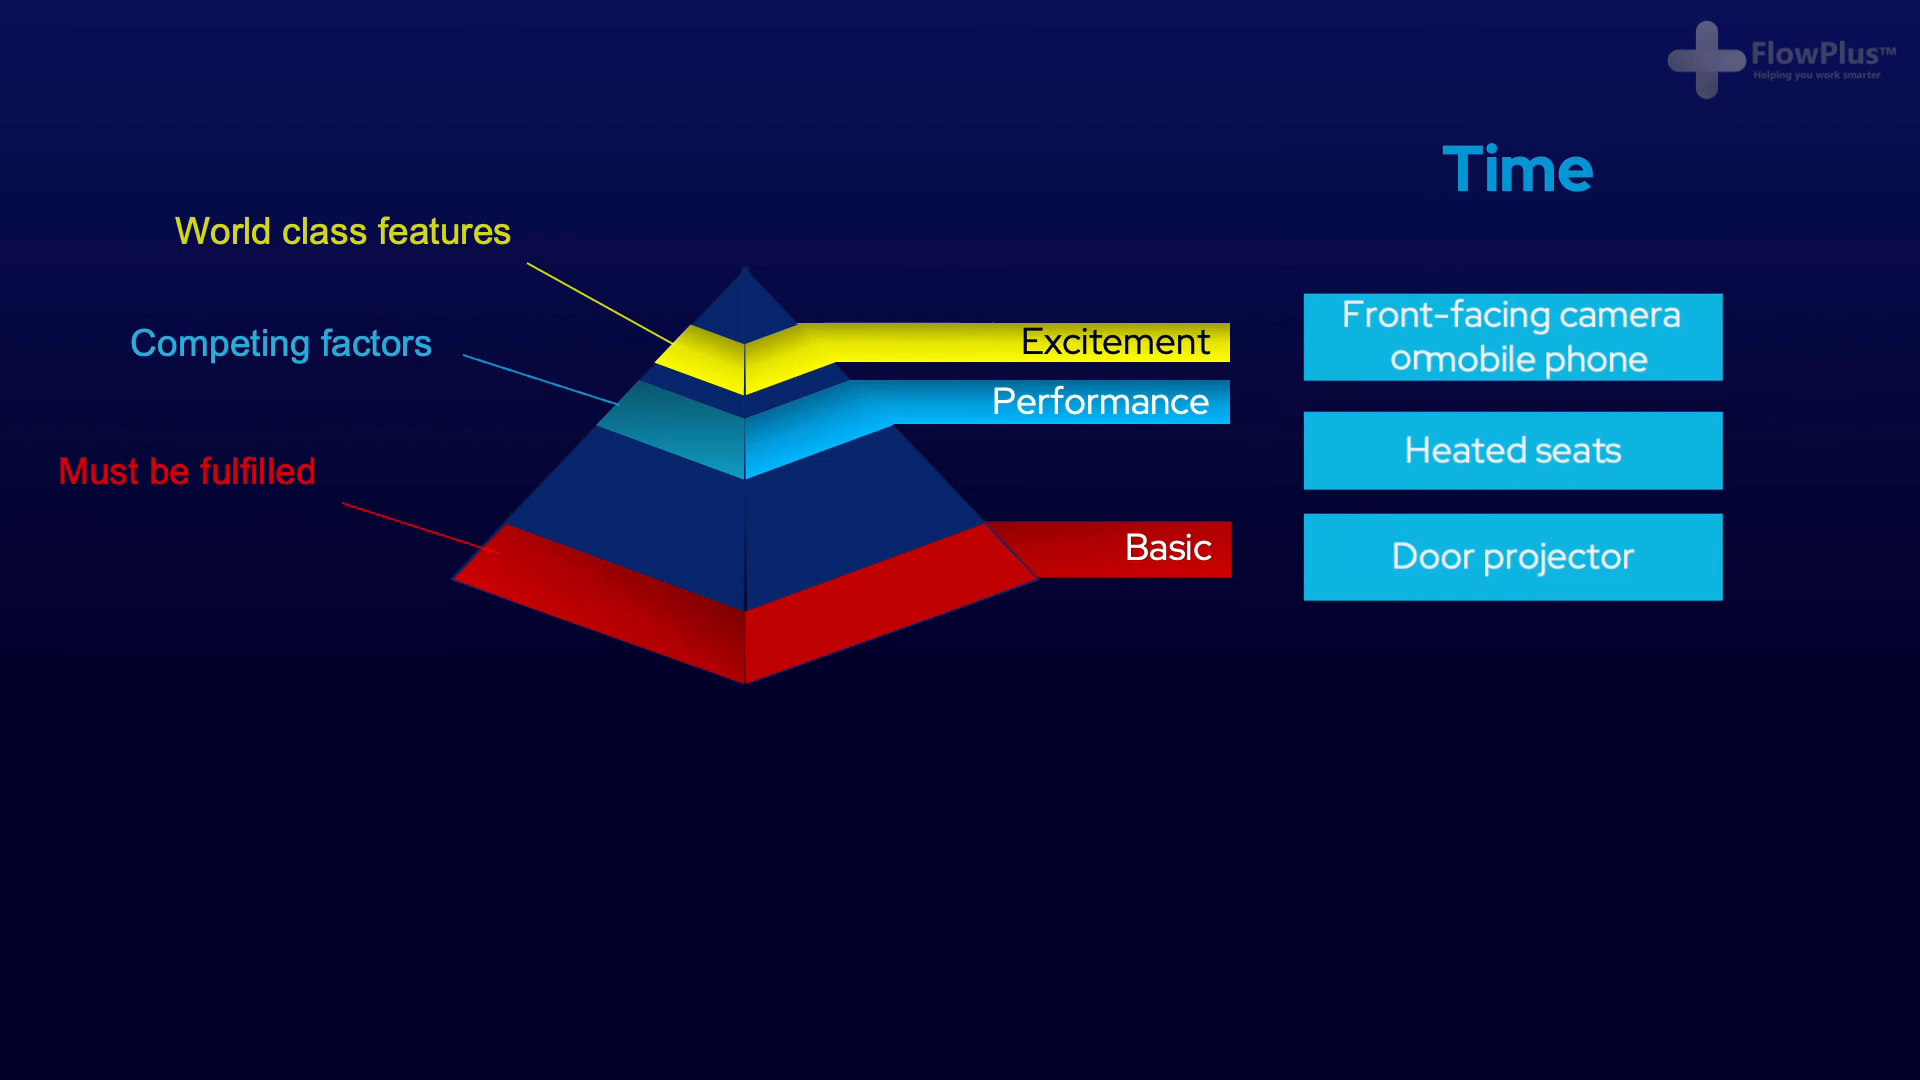 FlowPlus™
Helping you work smarter
Time
World class features
Competing factors
Must be fulfilled
Excitement
Performance
Basic
Front-facing camera
onmobile phone
Heated seats
Door projector